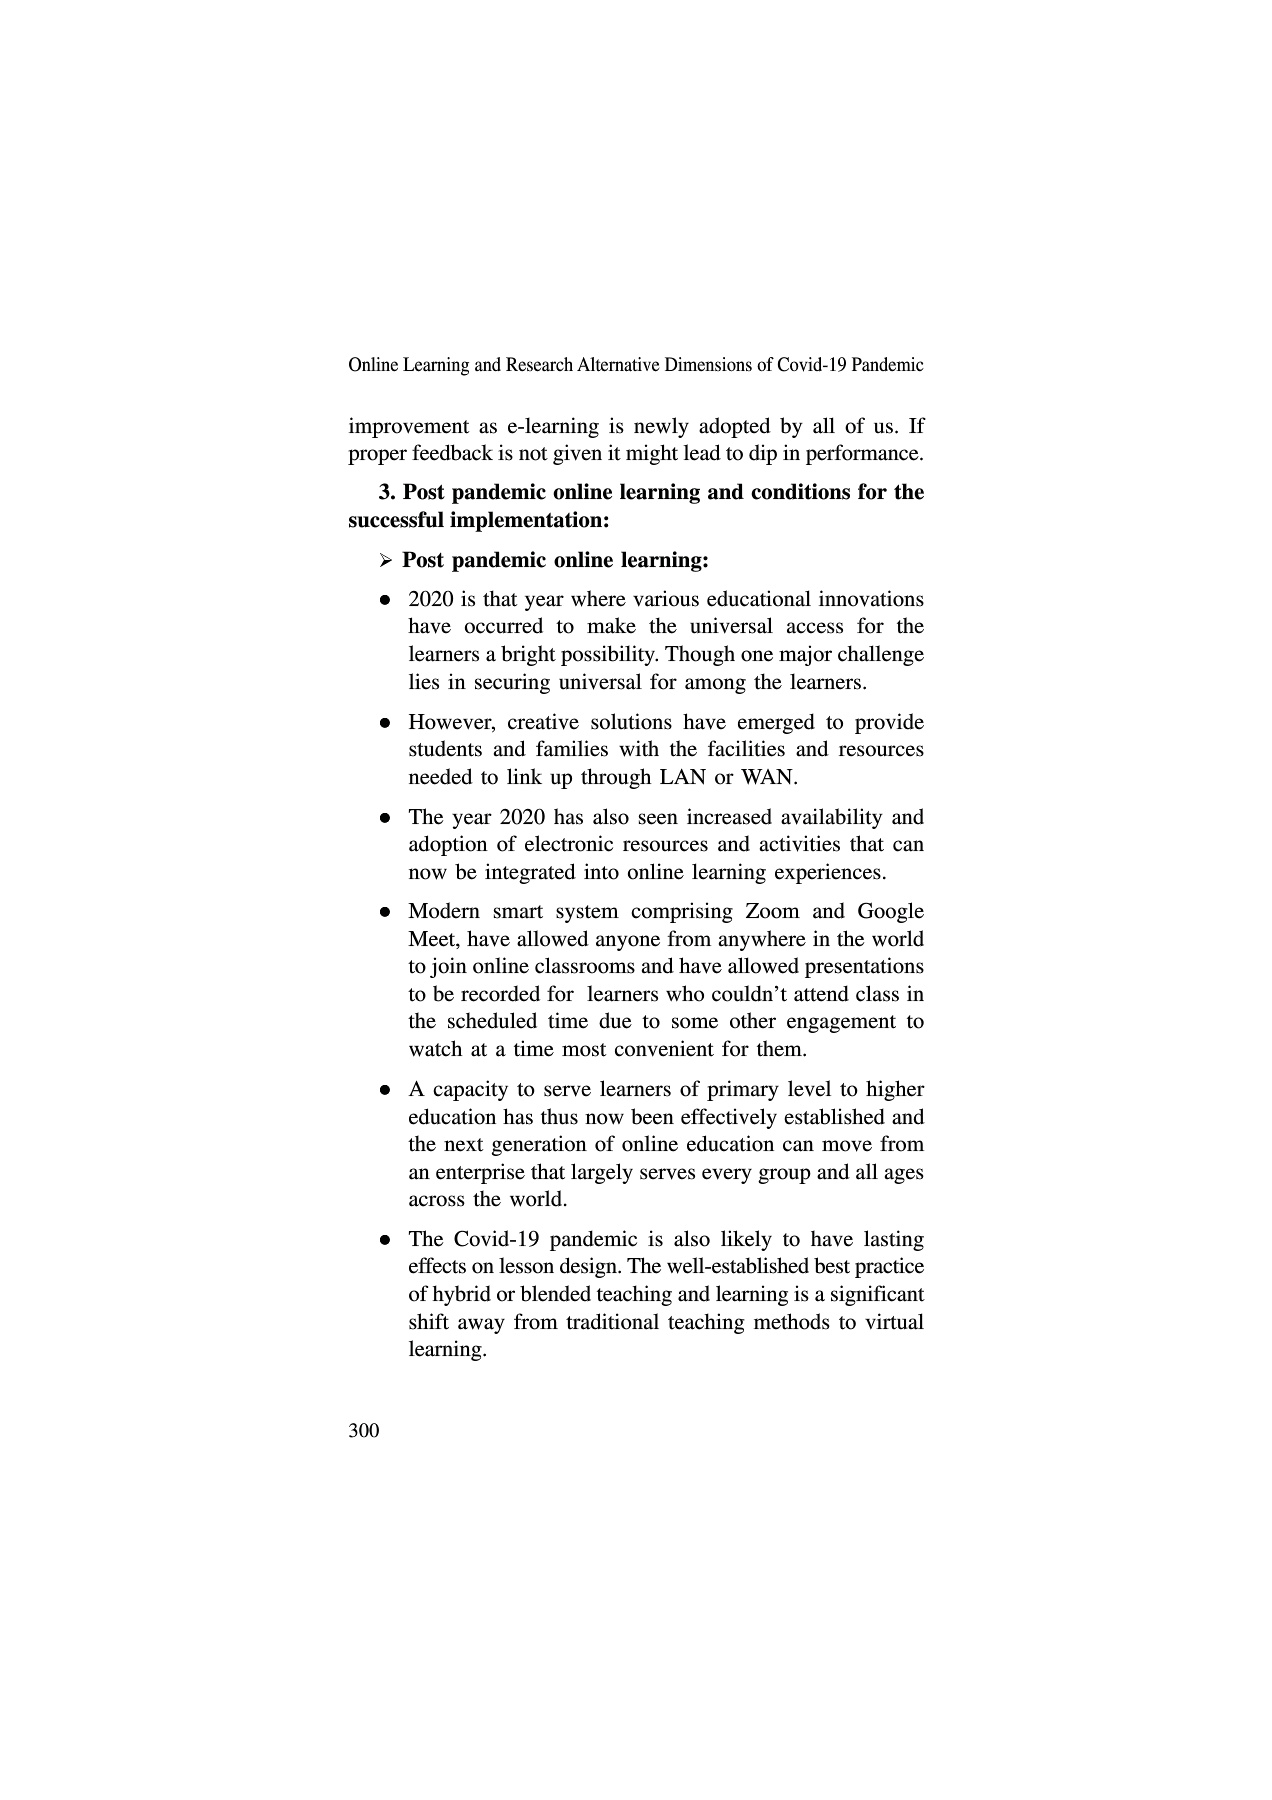 Online Learning and Research Alternative Dimensions of Covid-19 Pandemic
improvement as e-learning is newly adopted by all of us. If
proper feedback is not given it might lead to dip in performance.
3. Post pandemic online learning and conditions for the
successful implementation:
➢ Post pandemic online learning:
● 2020 is that year where various educational innovations
have occurred to make the universal access for the
learners a bright possibility. Though one major challenge
lies in securing universal for among the learners.
● However, creative solutions have emerged to provide
students and families with the facilities and resources
needed to link up through LAN or WAN.
● The year 2020 has also seen increased availability and
adoption of electronic resources and activities that can
now be integrated into online learning experiences.
● Modern smart system comprising Zoom and Google
Meet, have allowed anyone from anywhere in the world
to join online classrooms and have allowed presentations
to be recorded for learners who couldn’t attend class in
the scheduled time due to some other engagement to
watch at a time most convenient for them.
● A capacity to serve learners of primary level to higher
education has thus now been effectively established and
the next generation of online education can move from
an enterprise that largely serves every group and all ages
across the world.
● The Covid-19 pandemic is also likely to have lasting
effects on lesson design. The well-established best practice
of hybrid or blended teaching and learning is a significant
shift away from traditional teaching methods to virtual
learning.
300